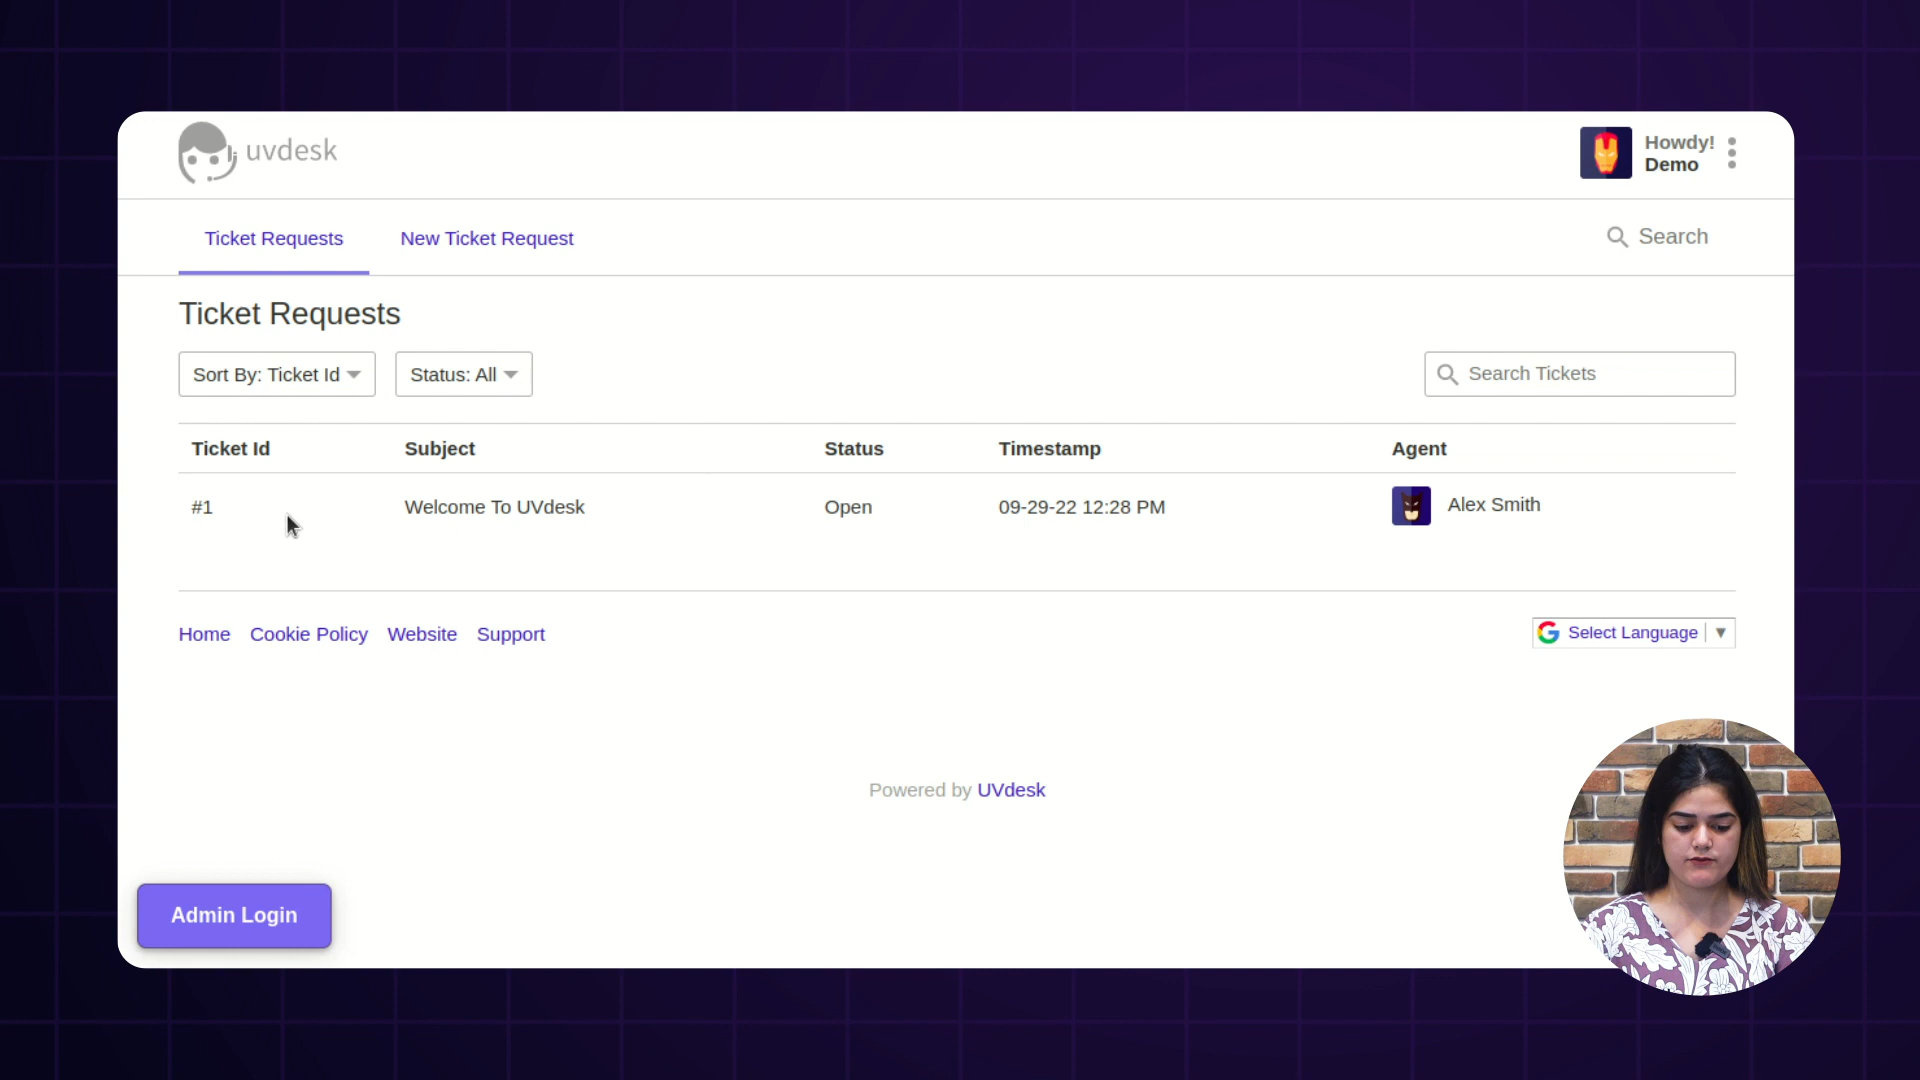 uvdesk
Howdy!
Demo
Ticket Requests New Ticket Request Search
Ticket Requests
Sort By: Ticket Id Status: All Search Tickets
Ticket Id Subject Status Timestamp Agent
#1 Welcome To UVdesk Open 09-29-22 12:28 PM Alex Smith
Home Cookie Policy Website Support Select Language
Powered by UVdesk
Admin Login